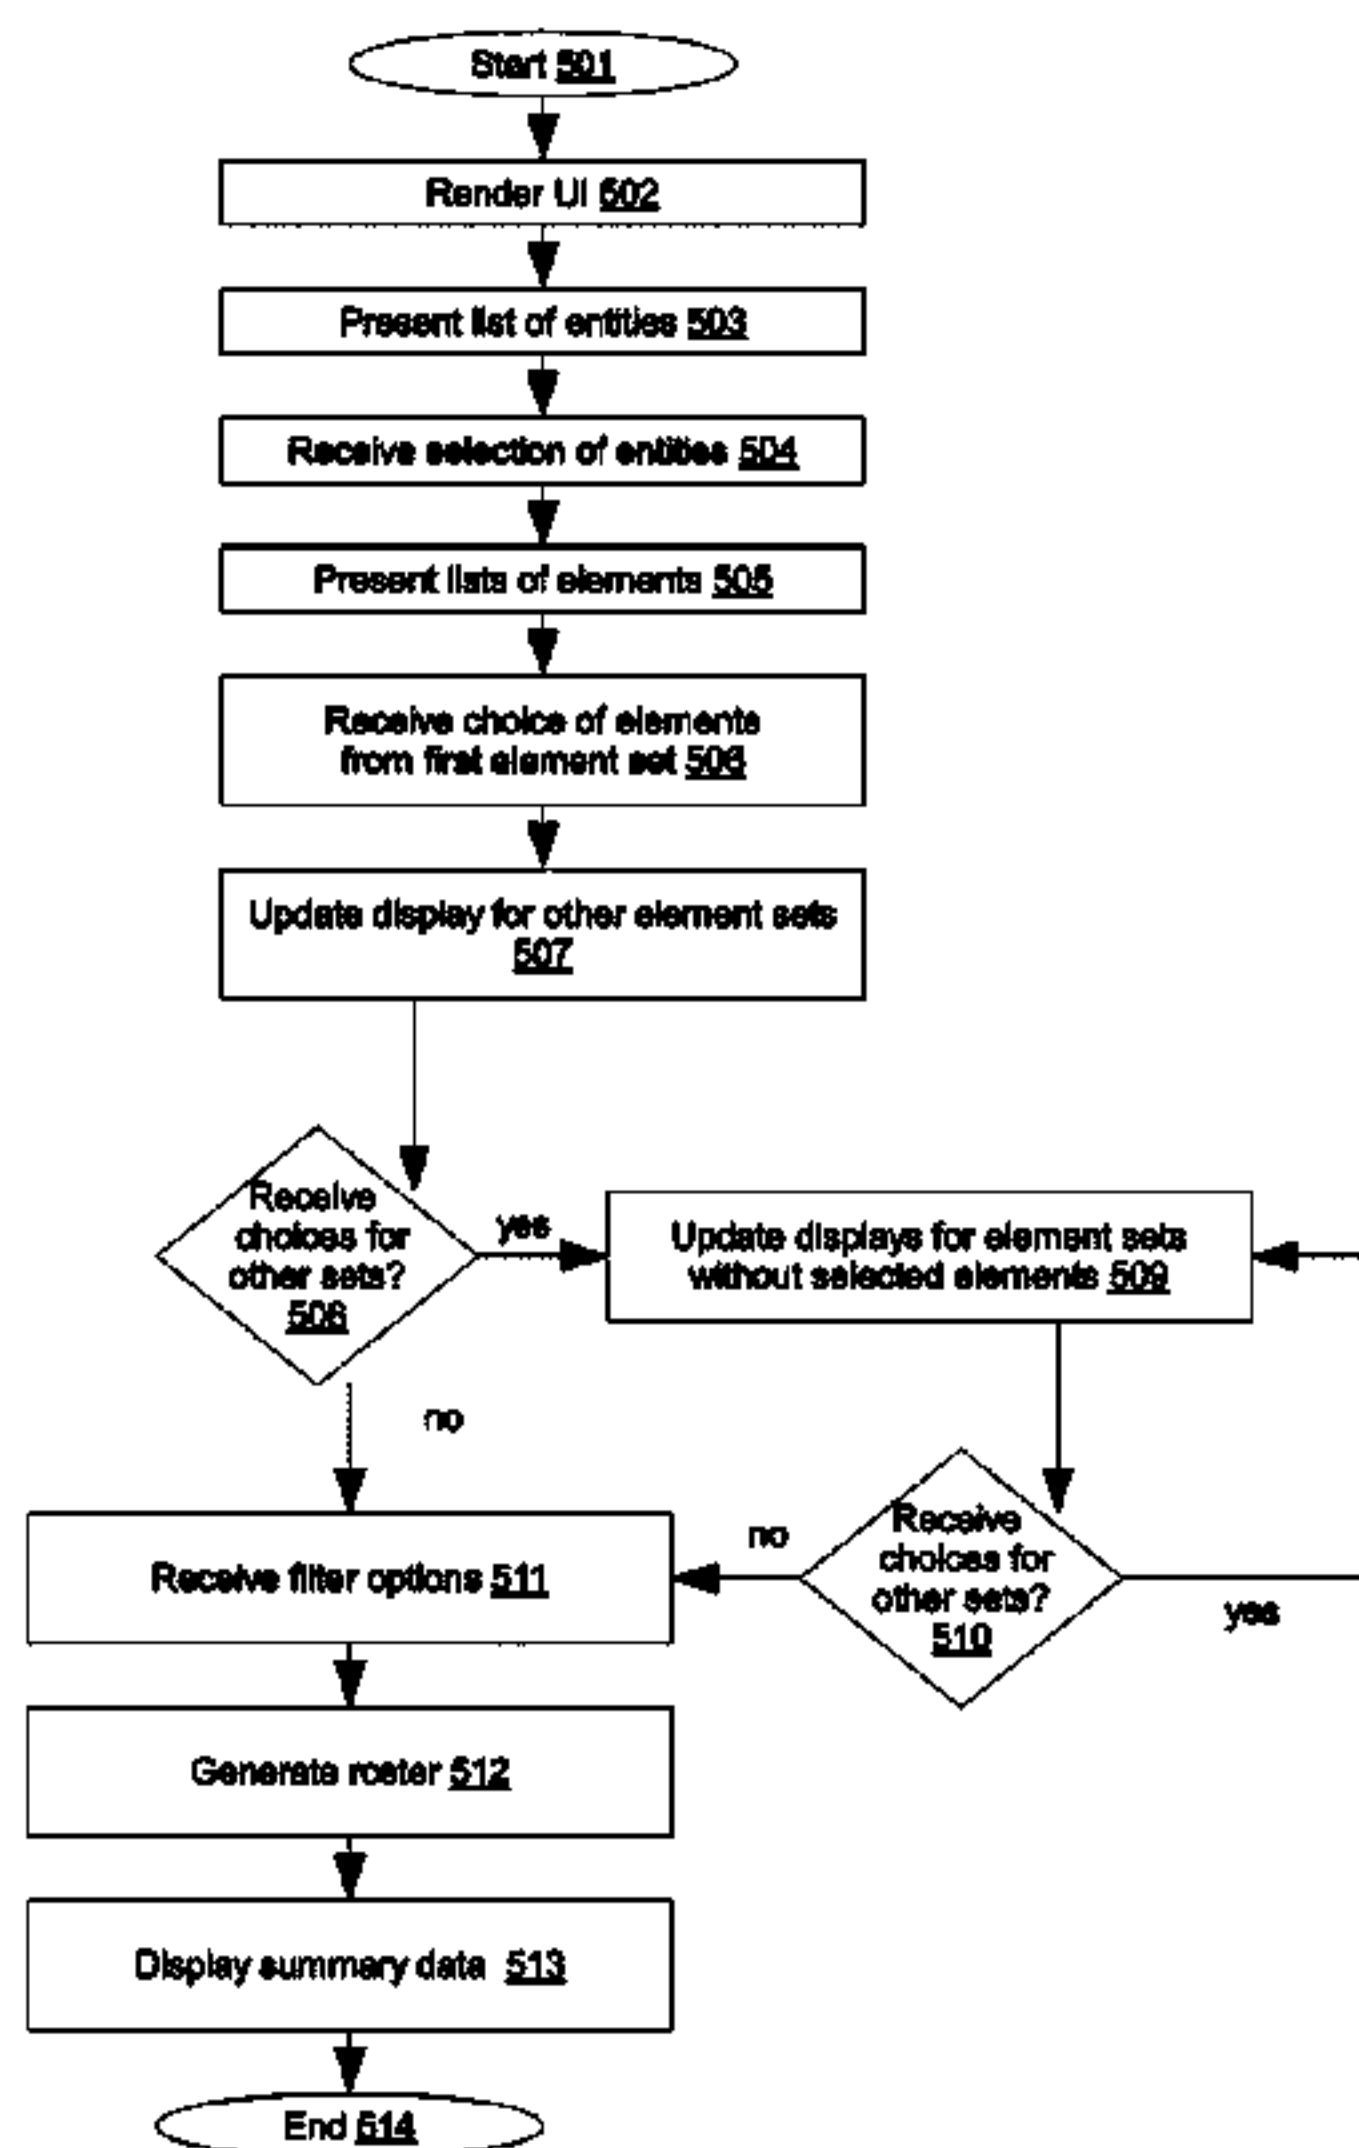 Start 501
Render UI 502
Present list of entities 503
Receive selection of entities 504
Present lists of elements 505
Receive choice of elements
from first element set 506
Update display for other element sets
507
Receive
choices for
other sets?
508
yes
Update displays for element sets
without selected elements 509
no
Receive
choices for
other sets?
510
no
yes
Receive filter options 511
Generate roster 512
Display summary data 513
End 514